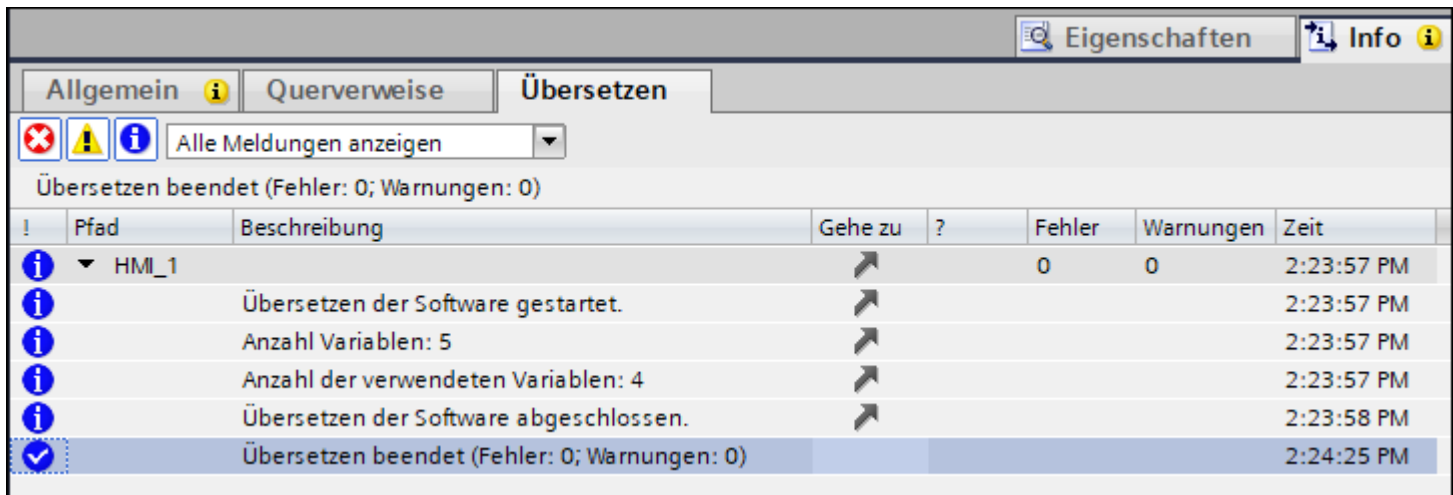 Eigenschaften Info
Allgemein Querverweise Übersetzen
Alle Meldungen anzeigen
Übersetzen beendet (Fehler: 0; Warnungen: 0)
! Pfad Beschreibung Gehe zu ? Fehler Warnungen Zeit
HMI_1 0 0 2:23:57 PM
Übersetzen der Software gestartet. 2:23:57 PM
Anzahl Variablen: 5 2:23:57 PM
Anzahl der verwendeten Variablen: 4 2:23:57 PM
Übersetzen der Software abgeschlossen. 2:23:58 PM
Übersetzen beendet (Fehler: 0; Warnungen: 0) 2:24:25 PM